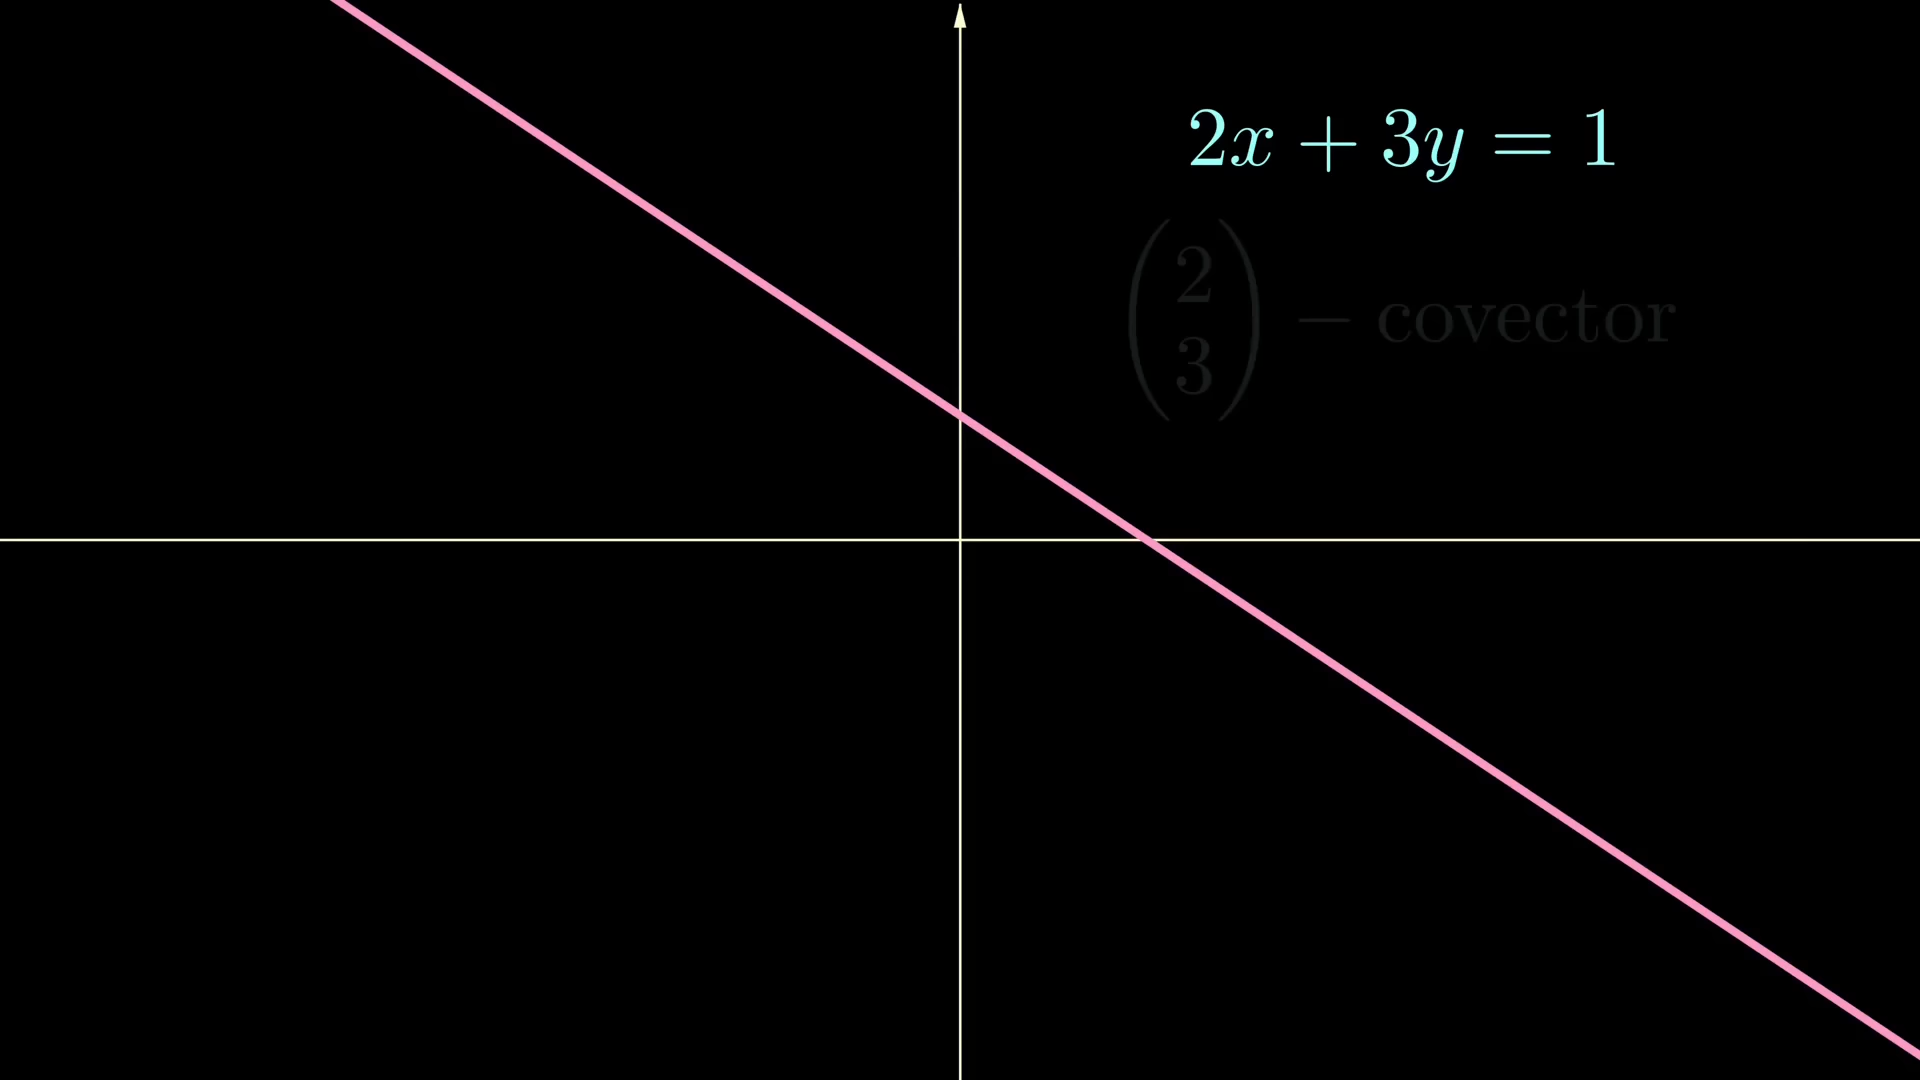 2x + 3y = 1
(2
3) − covector